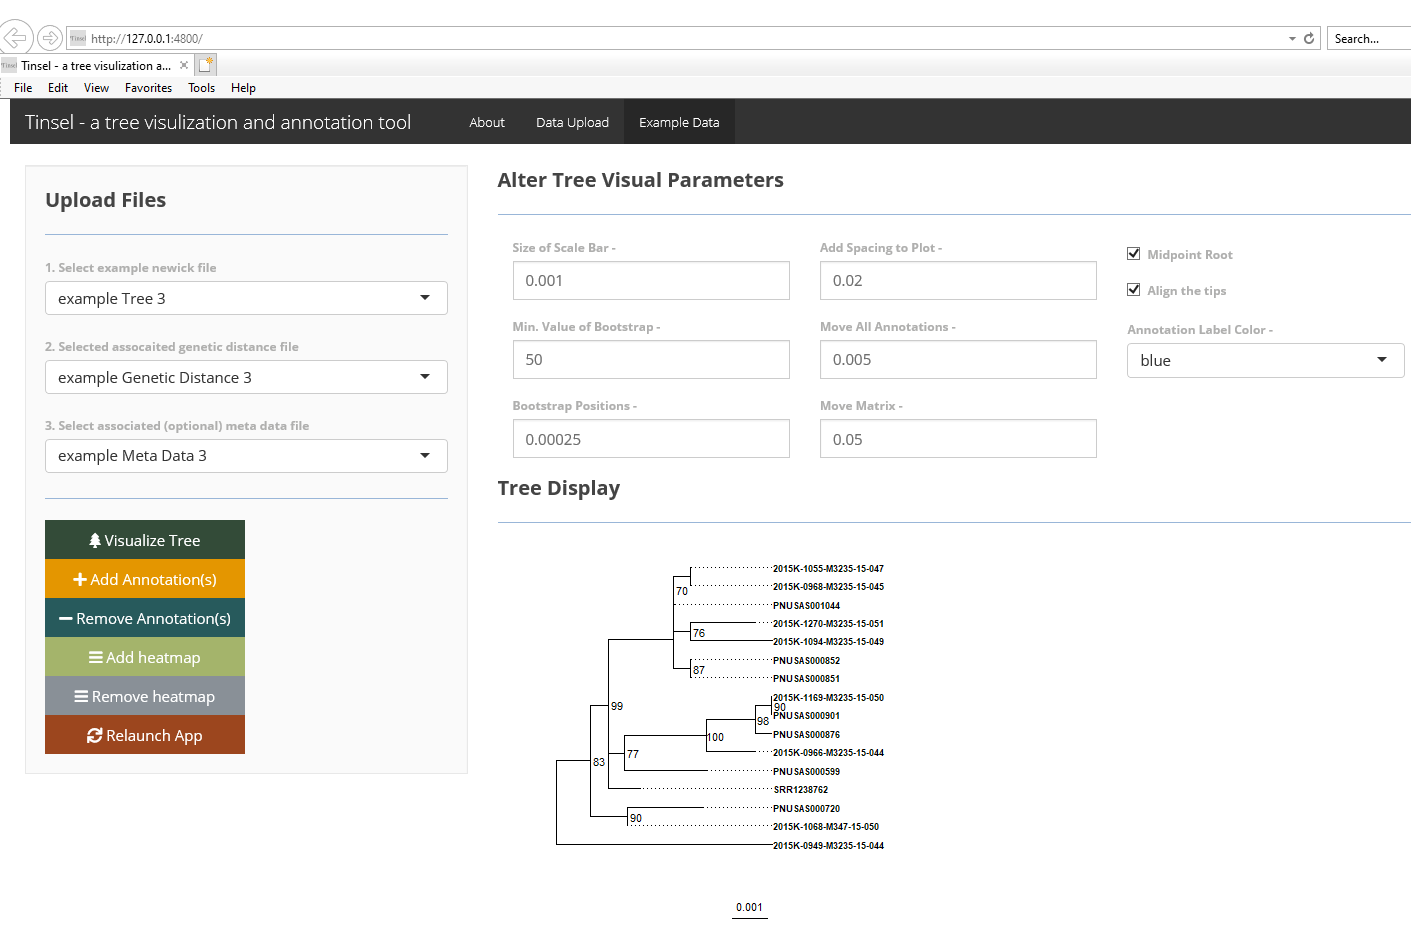 Tinsel
http://127.0.0.1:4800/
Search...
Tinsel
Tinsel - a tree visulization a...
File Edit View Favorites Tools Help
Tinsel - a tree visulization and annotation tool About Data Upload Example Data
Upload Files
1. Select example newick file
example Tree 3
2. Selected assocaited genetic distance file
example Genetic Distance 3
3. Select associated (optional) meta data file
example Meta Data 3
Visualize Tree
Add Annotation(s)
Remove Annotation(s)
Add heatmap
Remove heatmap
Relaunch App
Alter Tree Visual Parameters
Size of Scale Bar -
0.001
Min. Value of Bootstrap -
50
Bootstrap Positions -
0.00025
Add Spacing to Plot -
0.02
Move All Annotations -
0.005
Move Matrix -
0.05
Midpoint Root
Align the tips
Annotation Label Color -
blue
Tree Display
2015K-1055-M3235-15-047
70
2015K-0968-M3235-15-045
PNUSAS001044
2015K-1270-M3235-15-051
76
2015K-1094-M3235-15-049
PNUSAS000852
87
PNUSAS000851
2015K-1169-M3235-15-050
99
90
PNUSAS000901
98
PNUSAS000876
100
2015K-0966-M3235-15-044
77
83
PNUSAS000599
SRR1238762
PNUSAS000720
90
2015K-1068-M347-15-050
2015K-0949-M3235-15-044
0.001